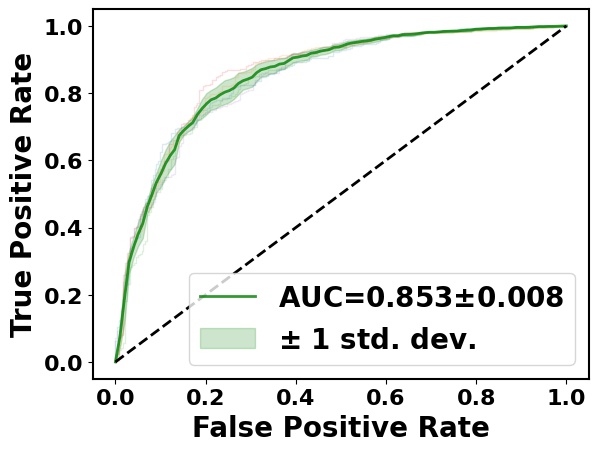 1.0
0.8
0.6
0.4
0.2
0.0
True Positive Rate
AUC=0.853±0.008
± 1 std. dev.
0.0 0.2 0.4 0.6 0.8 1.0
False Positive Rate